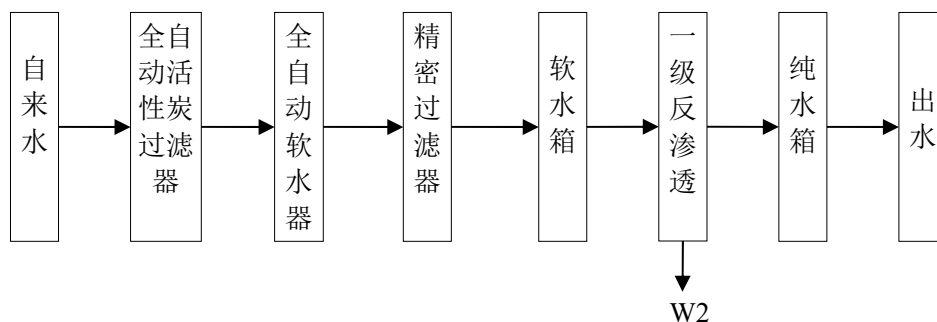 自来水
全自动活性炭过滤器
全自动软水器
精密过滤器
软水箱
一级反渗透
纯水箱
出水
W2